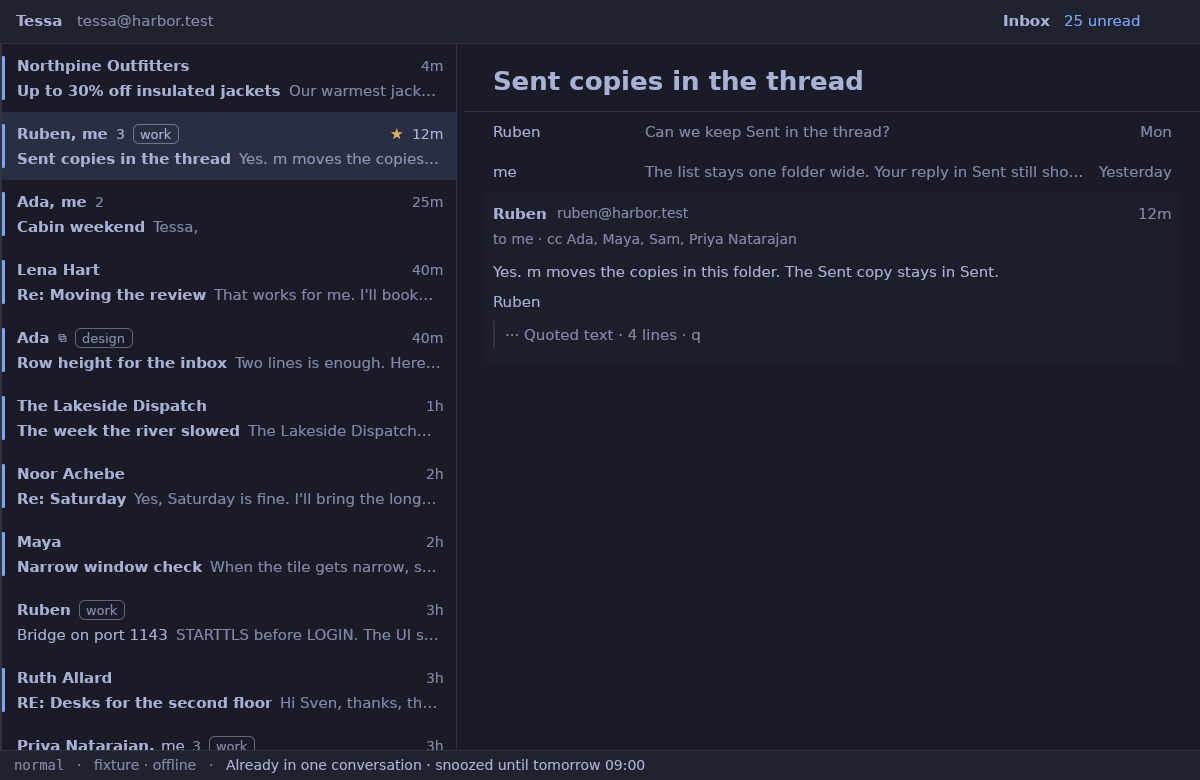 Tessa tessa@harbor.test Inbox 25 unread
Northpine Outfitters 4m
Up to 30% off insulated jackets Our warmest jack…
Ruben, me 3 work ★ 12m
Sent copies in the thread Yes. m moves the copies…
Ada, me 2 25m
Cabin weekend Tessa,
Lena Hart 40m
Re: Moving the review That works for me. I'll book…
Ada design 40m
Row height for the inbox Two lines is enough. Here…
The Lakeside Dispatch 1h
The week the river slowed The Lakeside Dispatch…
Noor Achebe 2h
Re: Saturday Yes, Saturday is fine. I'll bring the long…
Maya 2h
Narrow window check When the tile gets narrow, s…
Ruben work 3h
Bridge on port 1143 STARTTLS before LOGIN. The UI s…
Ruth Allard 3h
RE: Desks for the second floor Hi Sven, thanks, th…
Priya Natarajan, me 3 work 3h
Sent copies in the thread
Ruben Can we keep Sent in the thread? Mon
me The list stays one folder wide. Your reply in Sent still sho… Yesterday
Ruben ruben@harbor.test 12m
to me · cc Ada, Maya, Sam, Priya Natarajan
Yes. m moves the copies in this folder. The Sent copy stays in Sent.
Ruben
··· Quoted text · 4 lines · q
normal · fixture · offline · Already in one conversation · snoozed until tomorrow 09:00